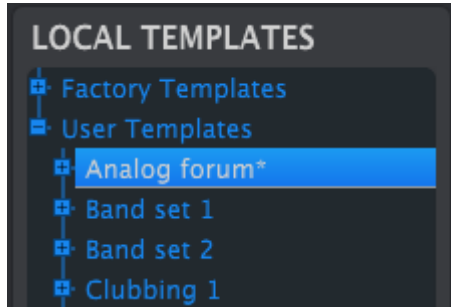 LOCAL TEMPLATES
Factory Templates
User Templates
Analog forum*
Band set 1
Band set 2
Clubbing 1